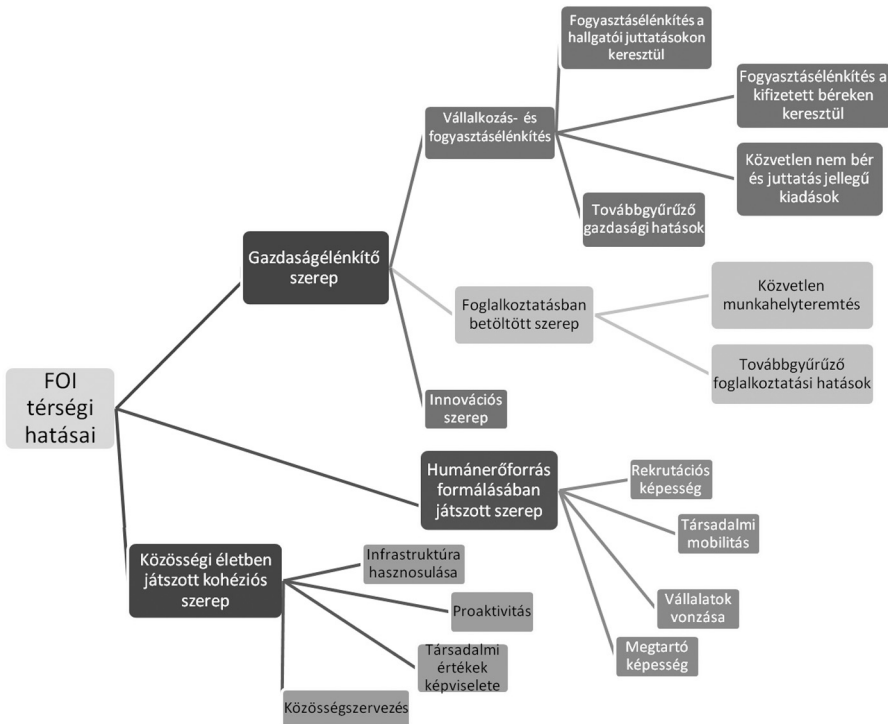 FOI
térségi
hatásai
Gazdaságélénkítő
szerep
Vállalkozás- és
fogyasztásélénkítés
Fogyasztásélénkítés a
hallgatói juttatásokon
keresztül
Fogyasztásélénkítés a
kifizetett béreken
keresztül
Közvetlen nem bér
és juttatás jellegű
kiadások
Továbbgyűrűző
gazdasági hatások
Foglalkoztatásban
betöltött szerep
Közvetlen
munkahelyteremtés
Továbbgyűrűző
foglalkoztatási hatások
Innovációs
szerep
Humánerőforrás
formálásában
játszott szerep
Rekrutációs
képesség
Társadalmi
mobilitás
Vállalatok
vonzása
Megtartó
képesség
Közösségi életben
játszott kohéziós
szerep
Infrastruktúra
hasznosulása
Proaktivitás
Társadalmi
értékek
képviselete
Közösségszervezés